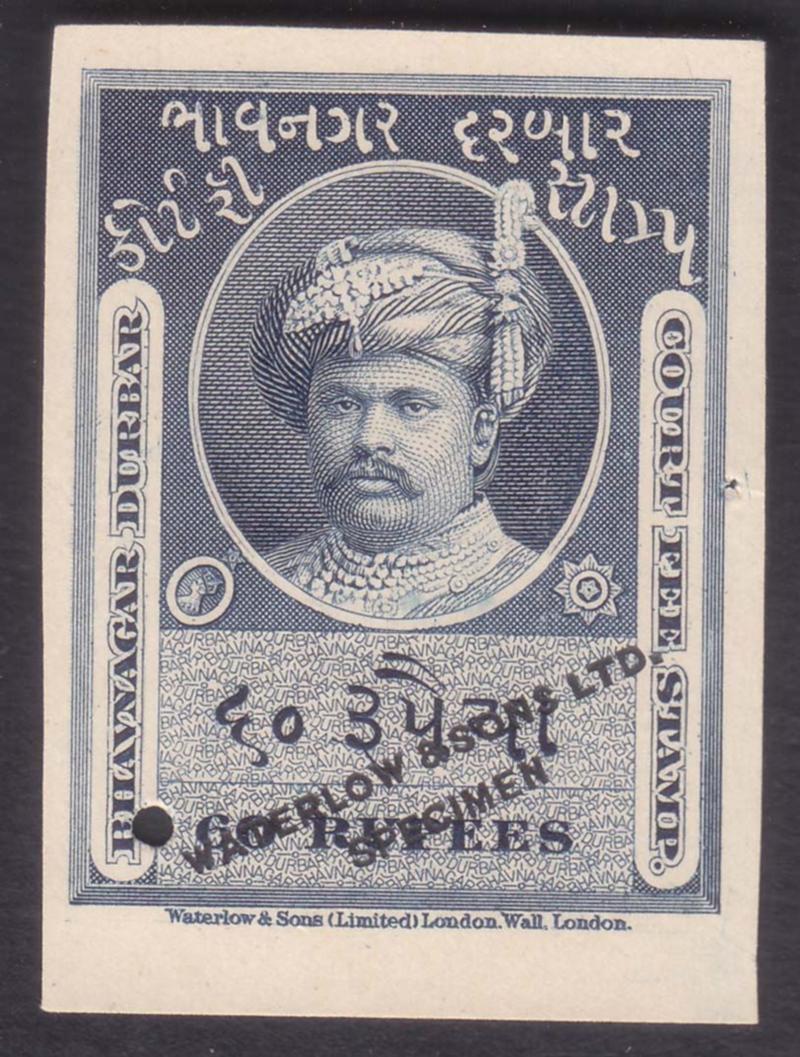 ભાવનગર દરબાર
કોર્ટ ફી
સ્ટામ્પ
BHAWNAGAR DURBAR
COURT FEE STAMP.
૬૦ રૂપૈયા
60 RUPEES
WATERLOW & SONS LTD.
SPECIMEN
Waterlow & Sons (Limited) London.Wall, London.